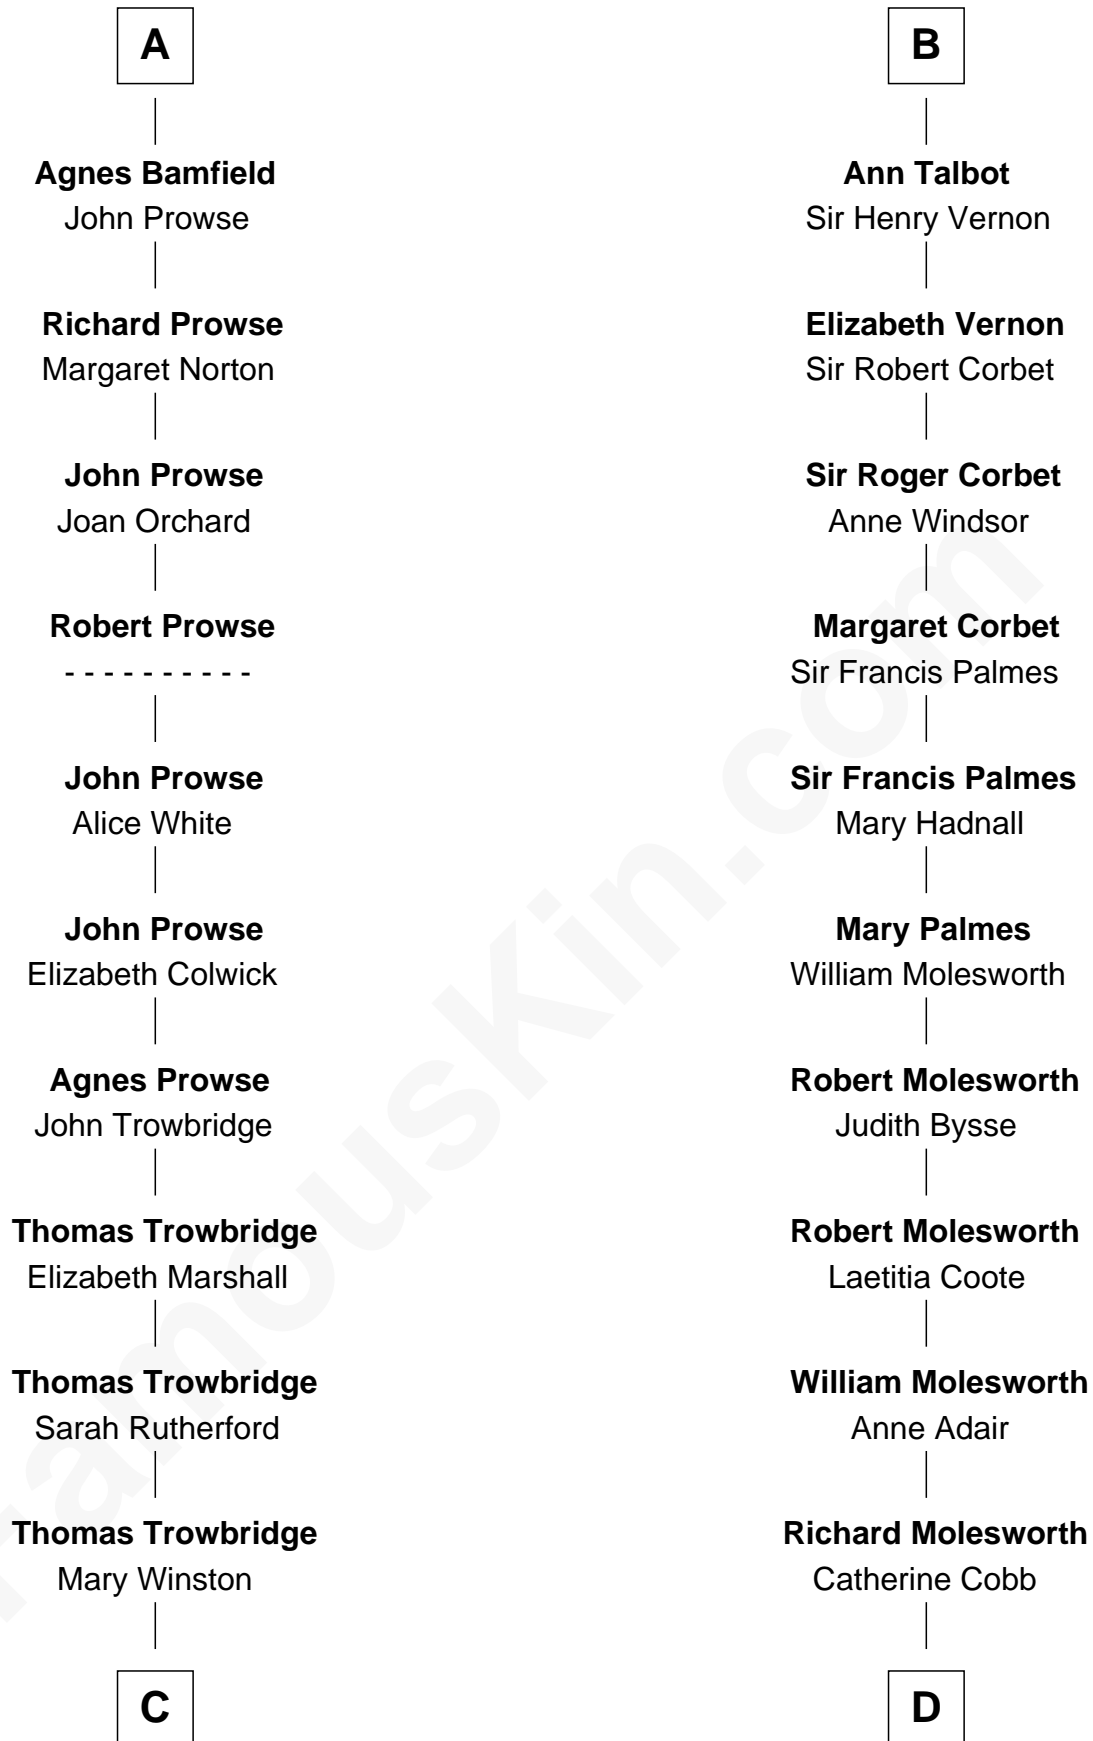 A
Agnes Bamfield
John Prowse
Richard Prowse
Margaret Norton
John Prowse
Joan Orchard
Robert Prowse
- - - - - - - - - -
John Prowse
Alice White
John Prowse
Elizabeth Colwick
Agnes Prowse
John Trowbridge
Thomas Trowbridge
Elizabeth Marshall
Thomas Trowbridge
Sarah Rutherford
Thomas Trowbridge
Mary Winston
C
B
Ann Talbot
Sir Henry Vernon
Elizabeth Vernon
Sir Robert Corbet
Sir Roger Corbet
Anne Windsor
Margaret Corbet
Sir Francis Palmes
Sir Francis Palmes
Mary Hadnall
Mary Palmes
William Molesworth
Robert Molesworth
Judith Bysse
Robert Molesworth
Laetitia Coote
William Molesworth
Anne Adair
Richard Molesworth
Catherine Cobb
D
FamousKin.com